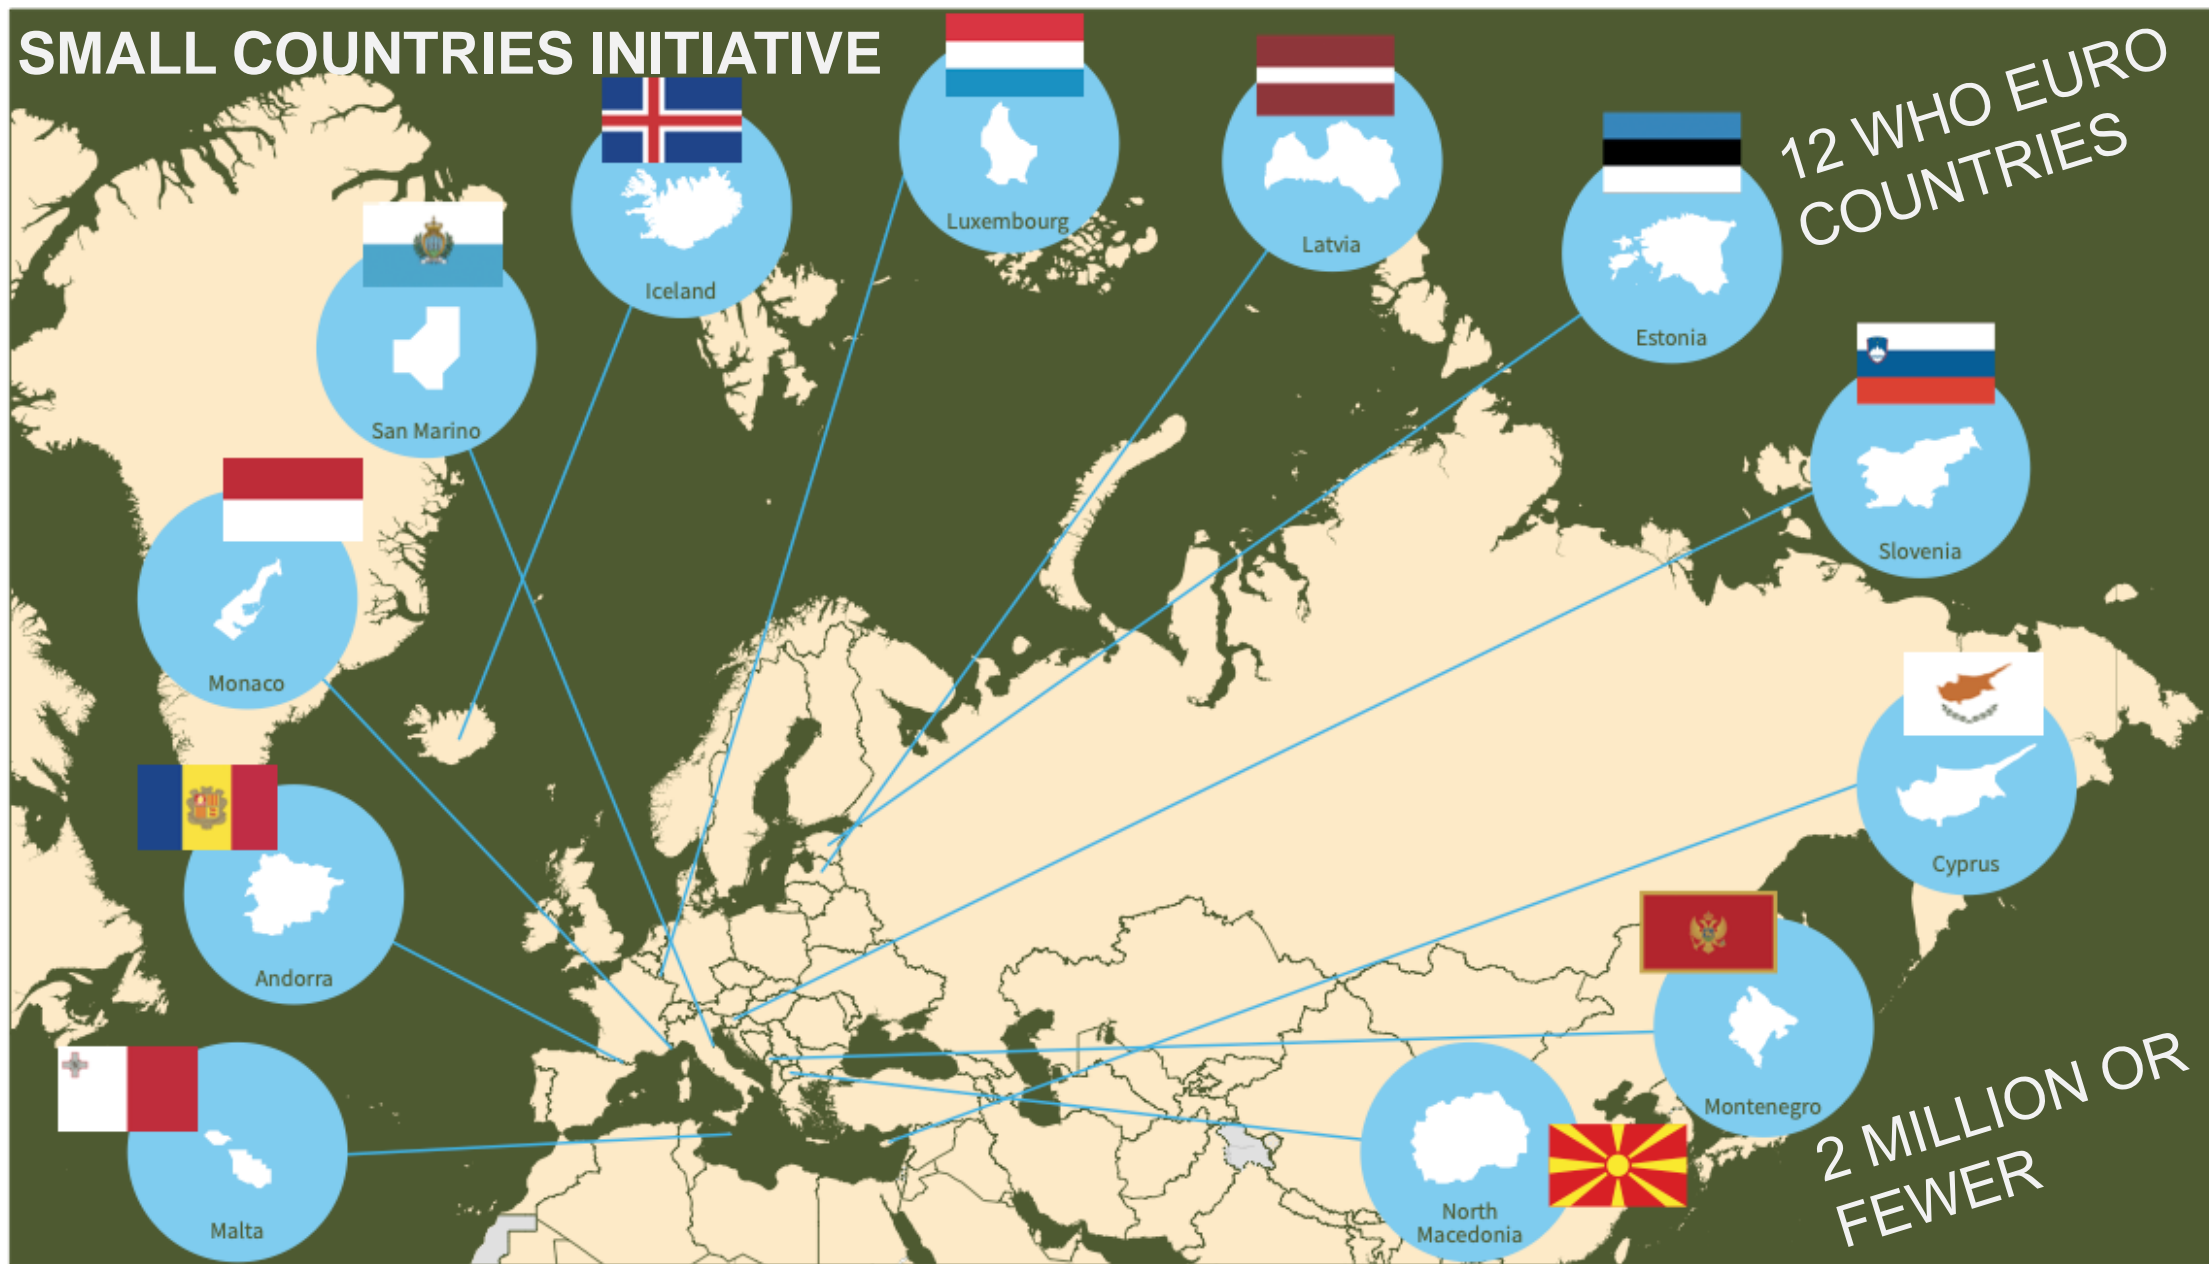 SMALL COUNTRIES INITIATIVE
12 WHO EURO
COUNTRIES
Luxembourg
Latvia
Iceland
Estonia
San Marino
Slovenia
Monaco
Cyprus
Andorra
Montenegro
Malta
North
Macedonia
2 MILLION OR
FEWER